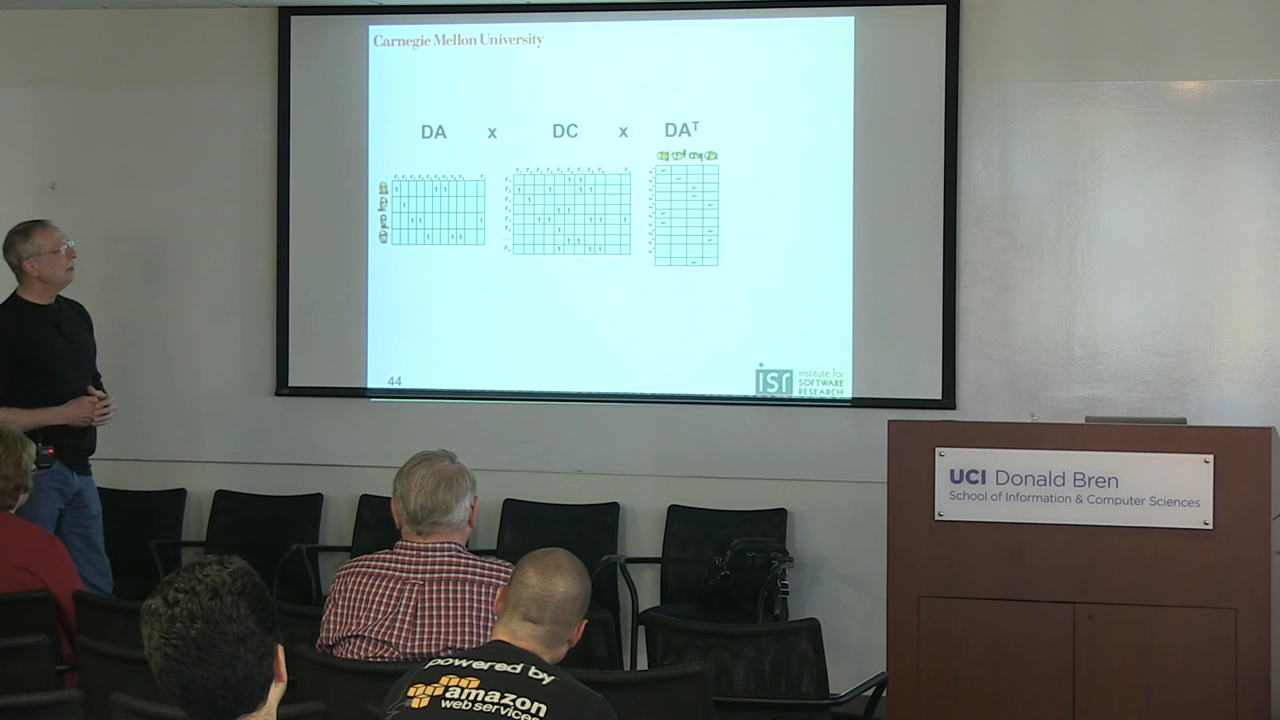 Carnegie Mellon University
DA x DC x DAᵀ
44
isr institute for
SOFTWARE
RESEARCH
UCI Donald Bren
School of Information & Computer Sciences
powered by
amazon
web services